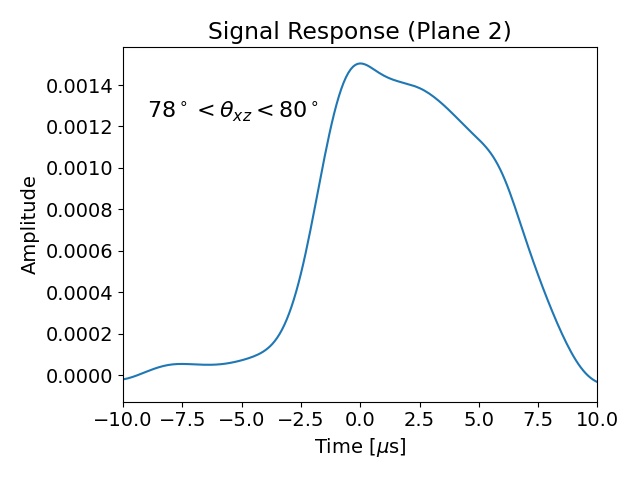 Signal Response (Plane 2)
78° < θxz < 80°
Amplitude
0.0014
0.0012
0.0010
0.0008
0.0006
0.0004
0.0002
0.0000
−10.0 −7.5 −5.0 −2.5 0.0 2.5 5.0 7.5 10.0
Time [μs]